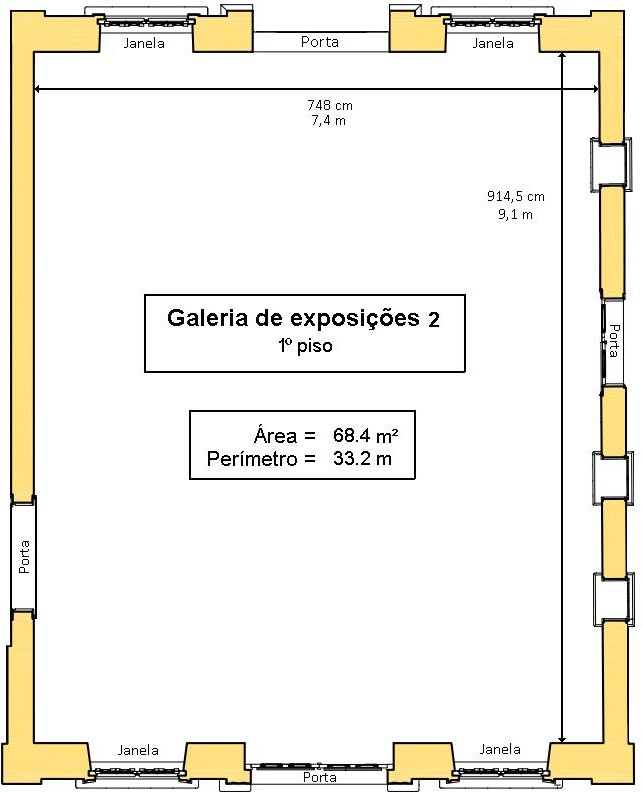 Janela
Porta
Janela
748 cm
7,4 m
914,5 cm
9,1 m
Galeria de exposições 2
1º piso
Porta
Área = 68.4 m²
Perímetro = 33.2 m
Porta
Janela
Porta
Janela